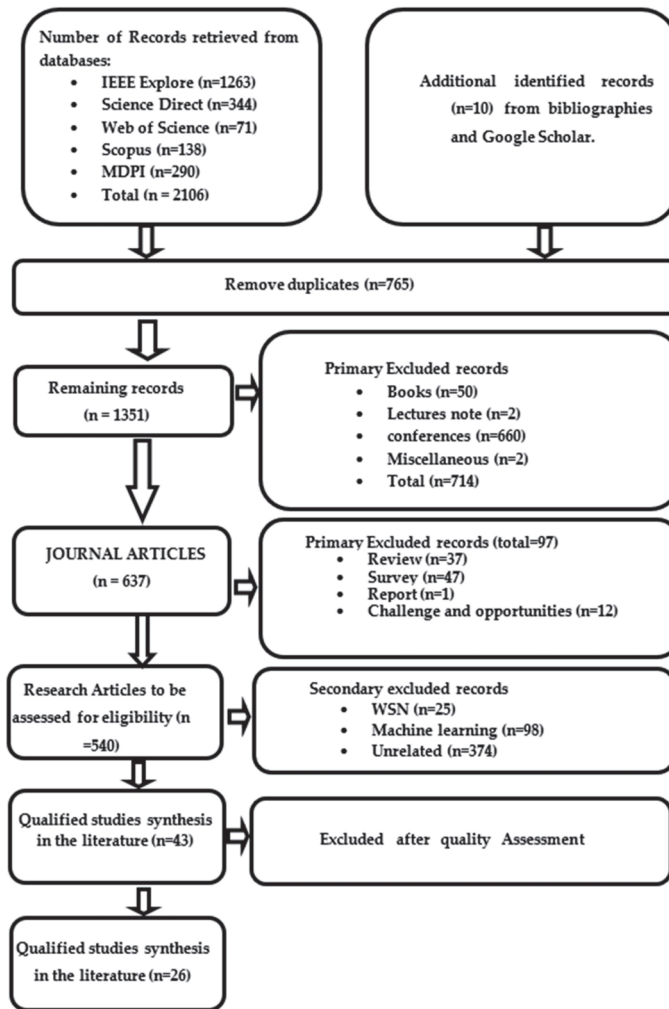 Number of Records retrieved from
databases:
• IEEE Explore (n=1263)
• Science Direct (n=344)
• Web of Science (n=71)
• Scopus (n=138)
• MDPI (n=290)
• Total (n = 2106)
Additional identified records
(n=10) from bibliographies
and Google Scholar.
Remove duplicates (n=765)
Remaining records
(n = 1351)
Primary Excluded records
• Books (n=50)
• Lectures note (n=2)
• conferences (n=660)
• Miscellaneous (n=2)
• Total (n=714)
JOURNAL ARTICLES
(n = 637)
Primary Excluded records (total=97)
• Review (n=37)
• Survey (n=47)
• Report (n=1)
• Challenge and opportunities (n=12)
Research Articles to be
assessed for eligibility (n
=540)
Secondary excluded records
• WSN (n=25)
• Machine learning (n=98)
• Unrelated (n=374)
Qualified studies synthesis
in the literature (n=43)
Excluded after quality Assessment
Qualified studies synthesis
in the literature (n=26)